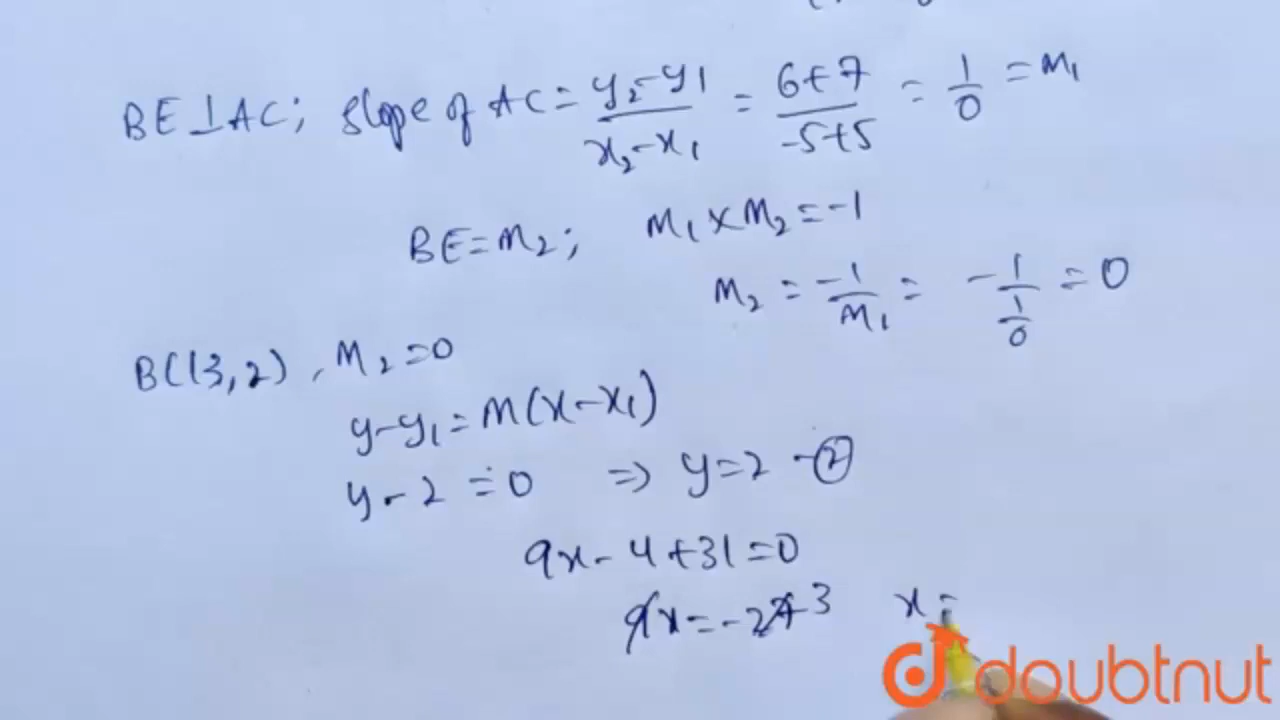 BE⊥AC; slope of AC = y₂-y₁/x₂-x₁ = 6+7/-5+5 = 1/0 = M₁
BE=M₂; M₁×M₂=-1
M₂ = -1/M₁ = -1/(1/0) = 0
B(13,2), M₂=0
y-y₁=M(x-x₁)
y-2=0 ⇒ y=2 -②
9x-4+31=0
9x=-27 3 x=
doubtnut